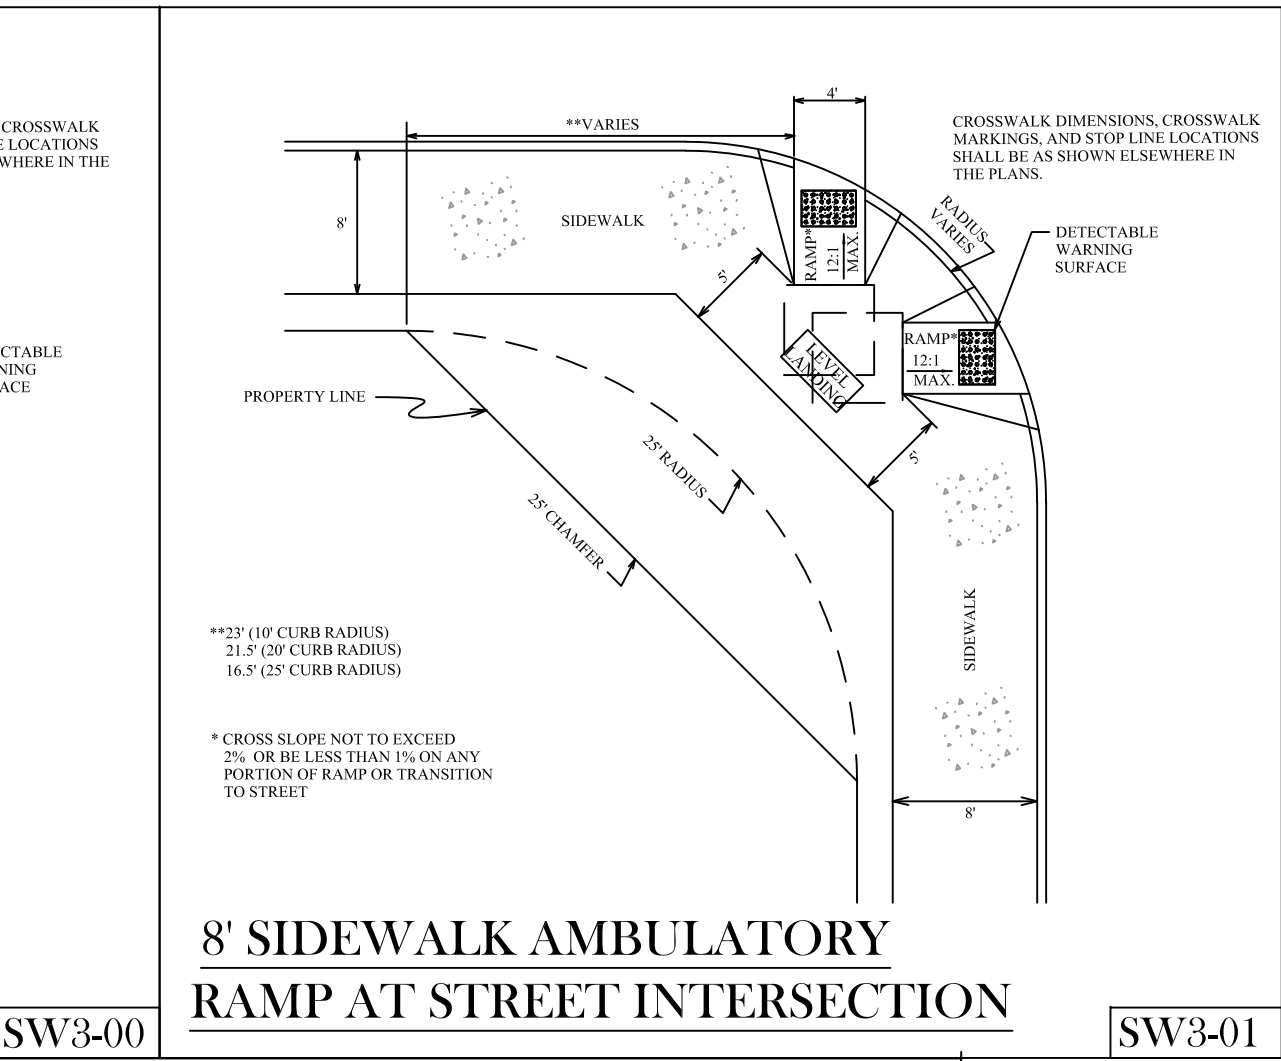 CROSSWALK
E LOCATIONS
WHERE IN THE
CTABLE
NING
ACE
SW3-00
4'
**VARIES
CROSSWALK DIMENSIONS, CROSSWALK
MARKINGS, AND STOP LINE LOCATIONS
SHALL BE AS SHOWN ELSEWHERE IN
THE PLANS.
8'
SIDEWALK
RAMP*
12:1
MAX.
RADIUS
VARIES
DETECTABLE
WARNING
SURFACE
5'
LEVEL
LANDING
RAMP*
12:1
MAX.
PROPERTY LINE
25' RADIUS
5'
25' CHAMFER
SIDEWALK
**23' (10' CURB RADIUS)
21.5' (20' CURB RADIUS)
16.5' (25' CURB RADIUS)
* CROSS SLOPE NOT TO EXCEED
2% OR BE LESS THAN 1% ON ANY
PORTION OF RAMP OR TRANSITION
TO STREET
8'
8' SIDEWALK AMBULATORY
RAMP AT STREET INTERSECTION
SW3-01